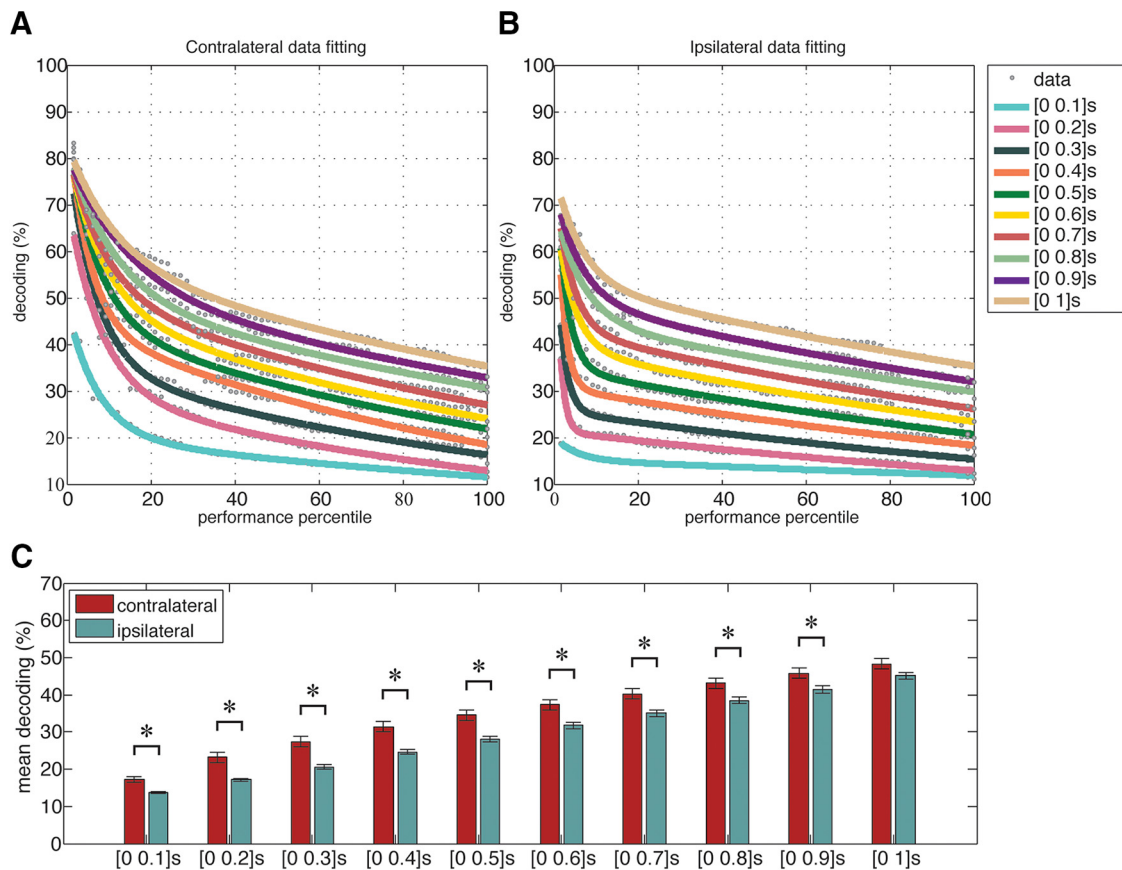 A
Contralateral data fitting
decoding (%)
100
90
80
70
60
50
40
30
20
10
0 20 40 60 80 100
performance percentile
B
Ipsilateral data fitting
decoding (%)
100
90
80
70
60
50
40
30
20
10
0 20 40 60 80 100
performance percentile
data
[0 0.1]s
[0 0.2]s
[0 0.3]s
[0 0.4]s
[0 0.5]s
[0 0.6]s
[0 0.7]s
[0 0.8]s
[0 0.9]s
[0 1]s
C
mean decoding (%)
70
60
50
40
30
20
10
0
contralateral
ipsilateral
* * * * * * * * *
[0 0.1]s [0 0.2]s [0 0.3]s [0 0.4]s [0 0.5]s [0 0.6]s [0 0.7]s [0 0.8]s [0 0.9]s [0 1]s